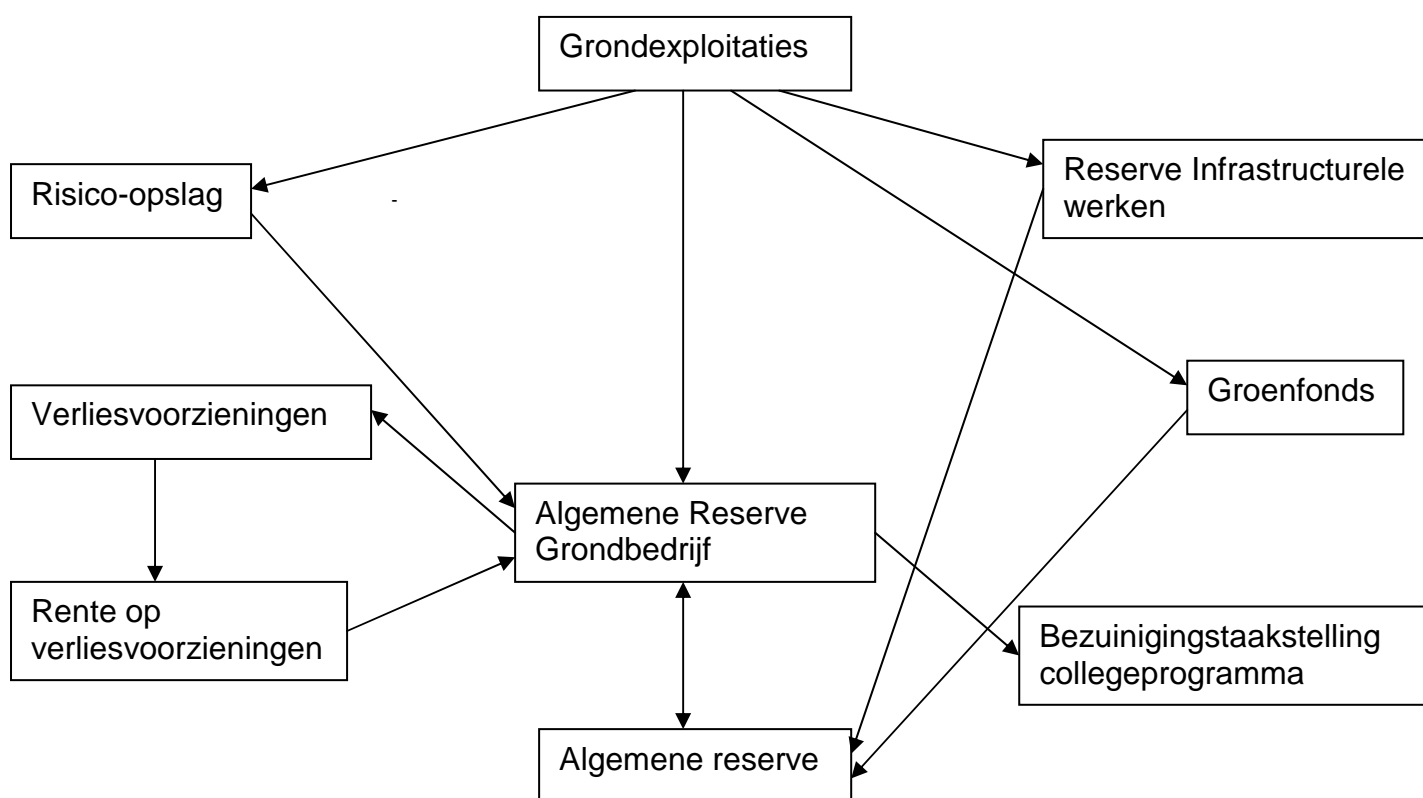 Grondexploitaties
Risico-opslag
-
Reserve Infrastructurele
werken
Verliesvoorzieningen
Groenfonds
Algemene Reserve
Grondbedrijf
Rente op
verliesvoorzieningen
Bezuinigingstaakstelling
collegeprogramma
Algemene reserve